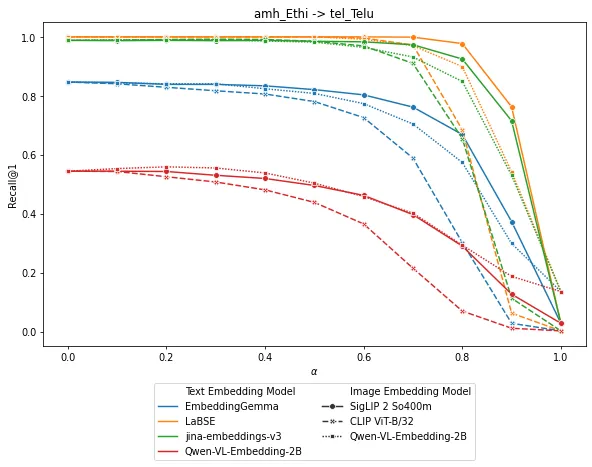 amh_Ethi -> tel_Telu
Recall@1
1.0
0.8
0.6
0.4
0.2
0.0
0.0 0.2 0.4 0.6 0.8 1.0
α
Text Embedding Model
EmbeddingGemma
LaBSE
jina-embeddings-v3
Qwen-VL-Embedding-2B
Image Embedding Model
SigLIP 2 So400m
CLIP ViT-B/32
Qwen-VL-Embedding-2B